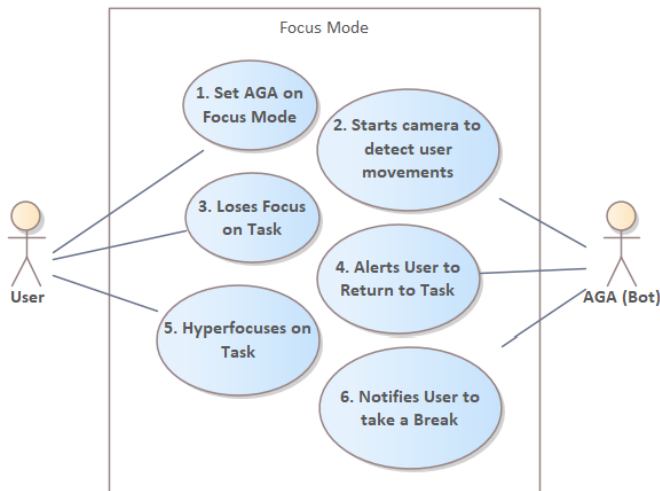 Focus Mode
1. Set AGA on
Focus Mode
2. Starts camera to
detect user
movements
3. Loses Focus
on Task
4. Alerts User to
Return to Task
User
AGA (Bot)
5. Hyperfocuses on
Task
6. Notifies User to
take a Break